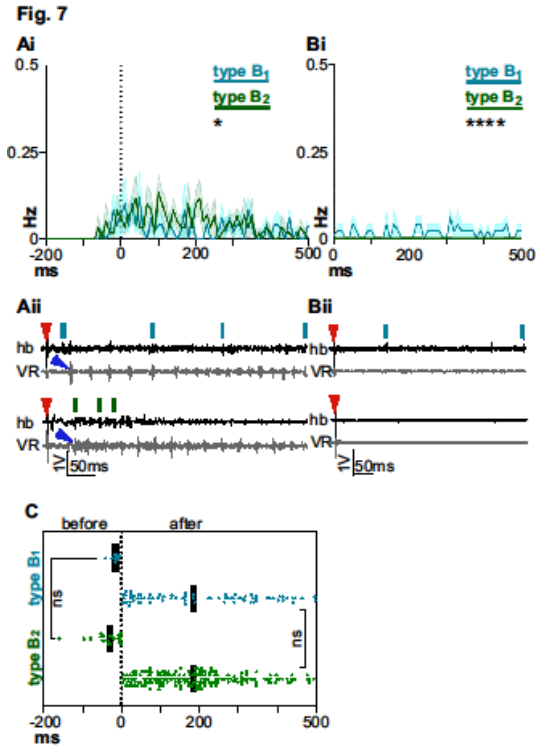 Fig. 7
Ai
Bi
0.5
type B1
type B2
*
0.25
Hz
0
-200
0
200
500
ms
0.5
type B1
type B2
****
0.25
Hz
0
0
200
500
ms
Aii
Bii
hb
VR
hb
VR
hb
VR
1V
50ms
hb
VR
1V
50ms
C
before
after
type B1
ns
type B2
ns
-200
0
200
500
ms